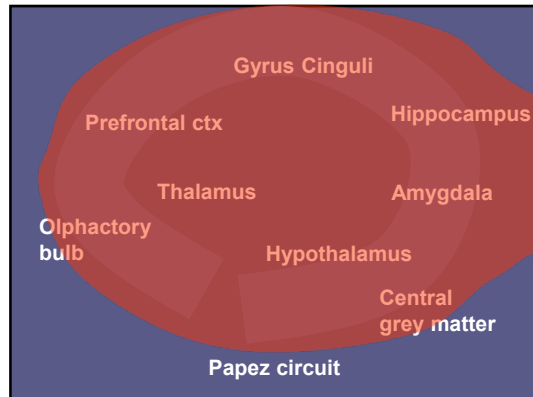 Gyrus Cinguli
Hippocampus
Prefrontal ctx
Thalamus
Amygdala
Olphactory
bulb
Hypothalamus
Central
grey matter
Papez circuit